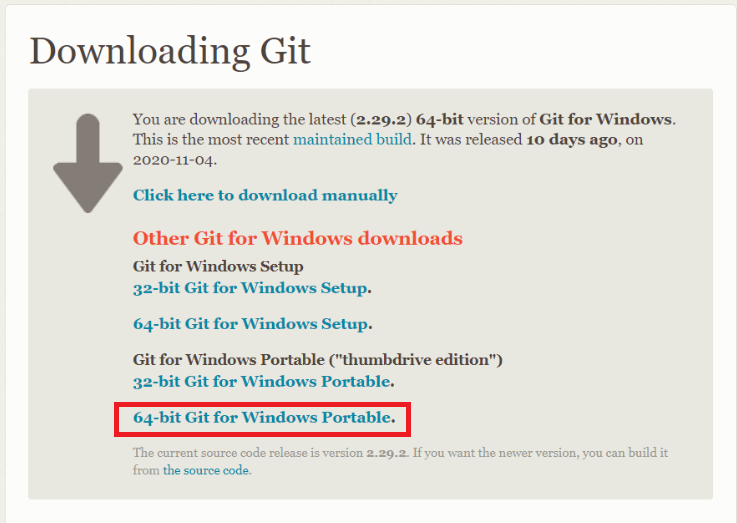 Downloading Git
You are downloading the latest (2.29.2) 64-bit version of Git for Windows.
This is the most recent maintained build. It was released 10 days ago, on
2020-11-04.
Click here to download manually
Other Git for Windows downloads
Git for Windows Setup
32-bit Git for Windows Setup.
64-bit Git for Windows Setup.
Git for Windows Portable ("thumbdrive edition")
32-bit Git for Windows Portable.
64-bit Git for Windows Portable.
The current source code release is version 2.29.2. If you want the newer version, you can build it
from the source code.